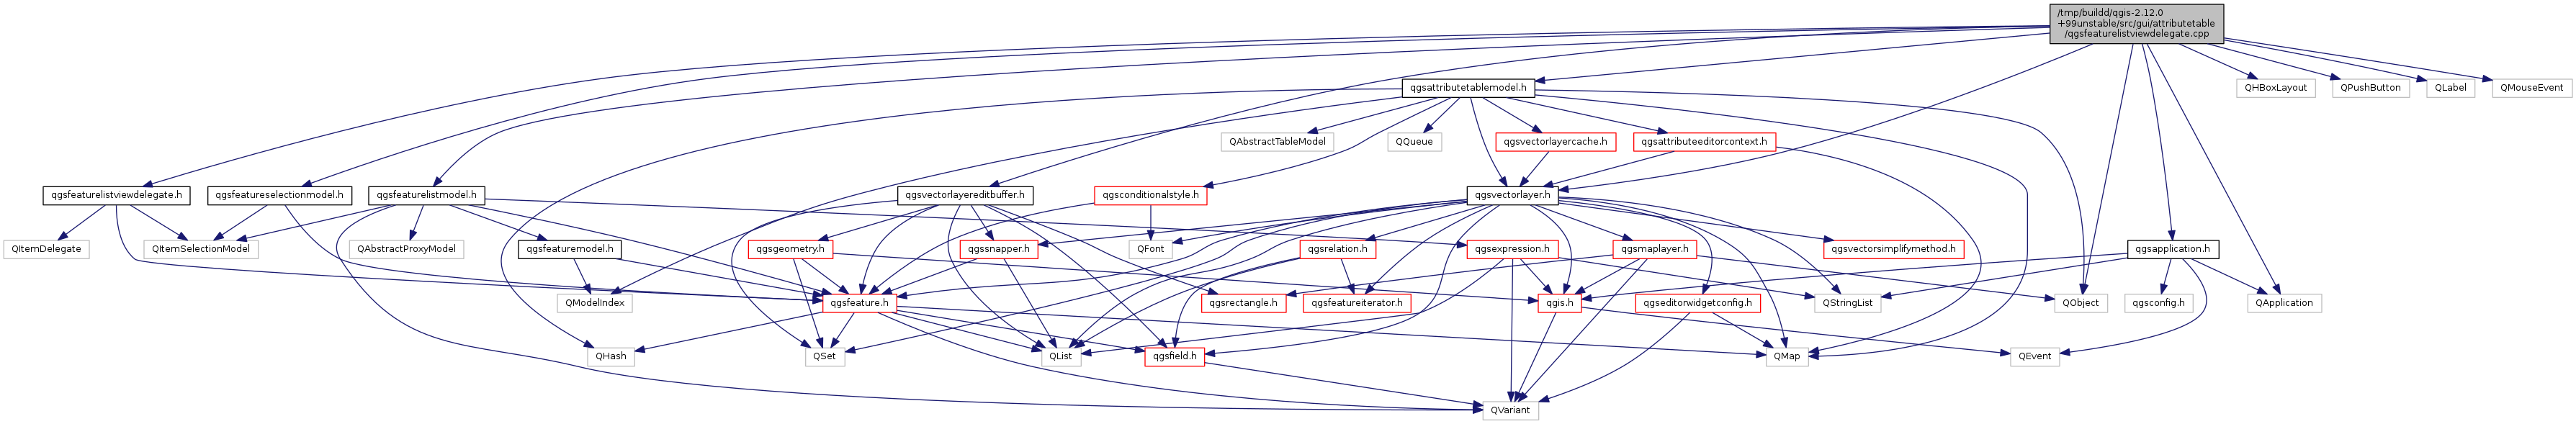 /tmp/buildd/qgis-2.12.0
+99unstable/src/gui/attributetable
/qgsfeaturelistviewdelegate.cpp
qgsattributetablemodel.h
QHBoxLayout
QPushButton
QLabel
QMouseEvent
QAbstractTableModel
QQueue
qgsvectorlayercache.h
qgsattributeeditorcontext.h
qgsfeaturelistviewdelegate.h
qgsfeatureselectionmodel.h
qgsfeaturelistmodel.h
qgsvectorlayereditbuffer.h
qgsconditionalstyle.h
qgsvectorlayer.h
QItemDelegate
QItemSelectionModel
QAbstractProxyModel
qgsfeaturemodel.h
qgsgeometry.h
qgssnapper.h
QFont
qgsrelation.h
qgsexpression.h
qgsmaplayer.h
qgsvectorsimplifymethod.h
qgsapplication.h
QModelIndex
qgsfeature.h
qgsrectangle.h
qgsfeatureiterator.h
qgis.h
qgseditorwidgetconfig.h
QStringList
QObject
qgsconfig.h
QApplication
QHash
QSet
QList
qgsfield.h
QMap
QEvent
QVariant